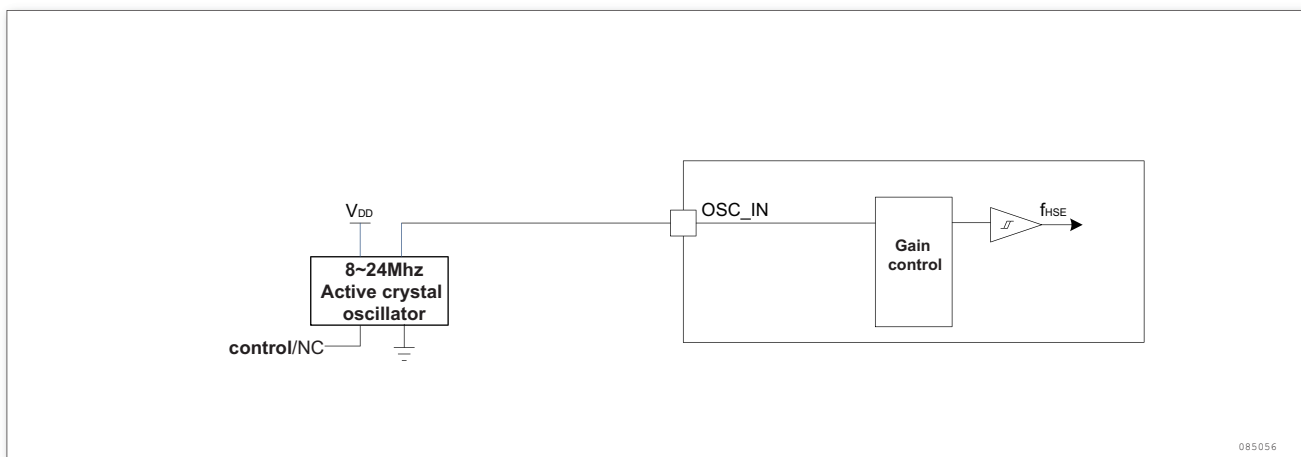 OSC_IN
fHSE
VDD
Gain
control
8~24Mhz
Active crystal
oscillator
control/NC
085056